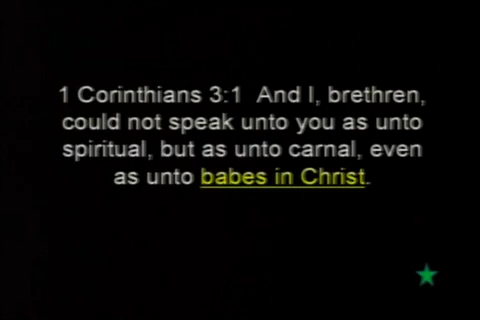 1 Corinthians 3:1  And I, brethren,
could not speak unto you as unto
spiritual, but as unto carnal, even
as unto babes in Christ.